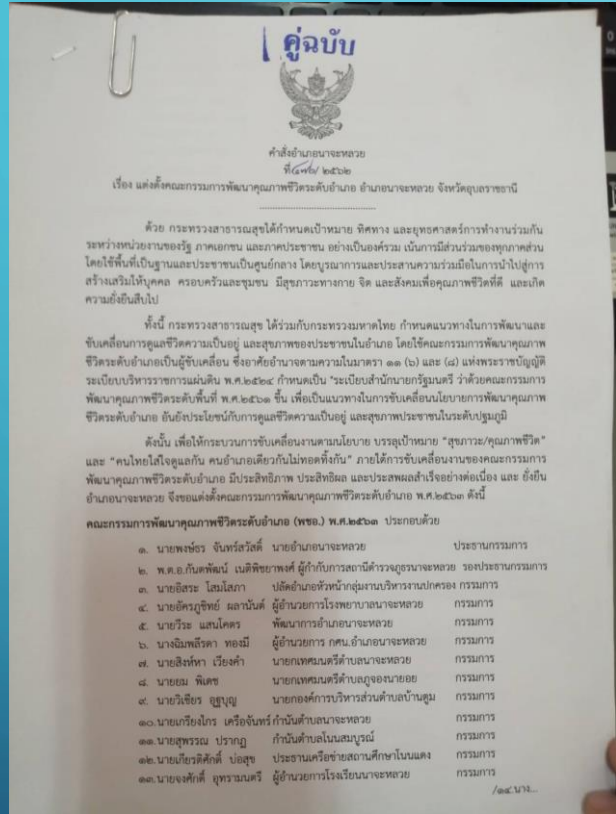 คู่ฉบับ
คำสั่งอำเภอนาจะหลวย
ที่ ๒๕๖๒
เรื่อง แต่งตั้งคณะกรรมการพัฒนาคุณภาพชีวิตระดับอำเภอ อำเภอนาจะหลวย จังหวัดอุบลราชธานี
ด้วย กระทรวงสาธารณสุขได้กำหนดเป้าหมาย ทิศทาง และยุทธศาสตร์การทำงานร่วมกัน
ระหว่างหน่วยงานของรัฐ ภาคเอกชน และภาคประชาชน อย่างเป็นองค์รวม เน้นการมีส่วนร่วมของทุกภาคส่วน
โดยใช้พื้นที่เป็นฐานและประชาชนเป็นศูนย์กลาง โดยบูรณาการและประสานความร่วมมือในการนำไปสู่การ
สร้างเสริมให้บุคคล ครอบครัวและชุมชน มีสุขภาวะทางกาย จิต และสังคมเพื่อคุณภาพชีวิตที่ดี และเกิด
ความยั่งยืนสืบไป
ทั้งนี้ กระทรวงสาธารณสุข ได้ร่วมกับกระทรวงมหาดไทย กำหนดแนวทางในการพัฒนาและ
ขับเคลื่อนการดูแลชีวิตความเป็นอยู่ และสุขภาพของประชาชนในอำเภอ โดยใช้คณะกรรมการพัฒนาคุณภาพ
ชีวิตระดับอำเภอเป็นผู้ขับเคลื่อน ซึ่งอาศัยอำนาจตามความในมาตรา ๑๑ (๖) และ (๘) แห่งพระราชบัญญัติ
ระเบียบบริหารราชการแผ่นดิน พ.ศ.๒๕๓๔ กำหนดเป็น "ระเบียบสำนักนายกรัฐมนตรี ว่าด้วยคณะกรรมการ
พัฒนาคุณภาพชีวิตระดับพื้นที่ พ.ศ.๒๕๖๑ ขึ้น เพื่อเป็นแนวทางในการขับเคลื่อนนโยบายการพัฒนาคุณภาพ
ชีวิตระดับอำเภอ อันยังประโยชน์กับการดูแลชีวิตความเป็นอยู่ และสุขภาพประชาชนในระดับปฐมภูมิ
ดังนั้น เพื่อให้กระบวนการขับเคลื่อนงานตามนโยบาย บรรลุเป้าหมาย "สุขภาวะ/คุณภาพชีวิต"
และ "คนไทยใส่ใจดูแลกัน คนอำเภอเดียวกันไม่ทอดทิ้งกัน" ภายใต้การขับเคลื่อนงานของคณะกรรมการ
พัฒนาคุณภาพชีวิตระดับอำเภอ มีประสิทธิภาพ ประสิทธิผล และประสพผลสำเร็จอย่างต่อเนื่อง และ ยั่งยืน
อำเภอนาจะหลวย จึงขอแต่งตั้งคณะกรรมการพัฒนาคุณภาพชีวิตระดับอำเภอ พ.ศ.๒๕๖๓ ดังนี้
คณะกรรมการพัฒนาคุณภาพชีวิตระดับอำเภอ (พชอ.) พ.ศ.๒๕๖๓ ประกอบด้วย
๑. นายพงษ์ธร จันทร์สวัสดิ์ นายอำเภอนาจะหลวย ประธานกรรมการ
๒. พ.ต.อ.กันตพัฒน์ เนติพิชยาพงศ์ ผู้กำกับการสถานีตำรวจภูธรนาจะหลวย รองประธานกรรมการ
๓. นายอิสระ โสมโสภา ปลัดอำเภอหัวหน้ากลุ่มงานบริหารงานปกครอง กรรมการ
๔. นายอัครภูชิทย์ ผลานันต์ ผู้อำนวยการโรงพยาบาลนาจะหลวย กรรมการ
๕. นายวีระ แสนโคตร พัฒนาการอำเภอนาจะหลวย กรรมการ
๖. นางฉิมพลีรดา ทองมี ผู้อำนวยการ กศน.อำเภอนาจะหลวย กรรมการ
๗. นายสิงห์หา เวียงคำ นายกเทศมนตรีตำบลนาจะหลวย กรรมการ
๘. นายยม พิเดช นายกเทศมนตรีตำบลภูจองนายอย กรรมการ
๙. นายวิเชียร อูฐบุญ นายกองค์การบริหารส่วนตำบลบ้านตูม กรรมการ
๑๐.นายเกรียงไกร เครือจันทร์ กำนันตำบลนาจะหลวย กรรมการ
๑๑.นายสุพรรณ ปรากฏ กำนันตำบลโนนสมบูรณ์ กรรมการ
๑๒.นายเกียรติศักดิ์ บ่อสุข ประธานเครือข่ายสถานศึกษาโนนแดง กรรมการ
๑๓.นายจงศักดิ์ อุทรามนตรี ผู้อำนวยการโรงเรียนนาจะหลวย กรรมการ
/๑๔.นาง...